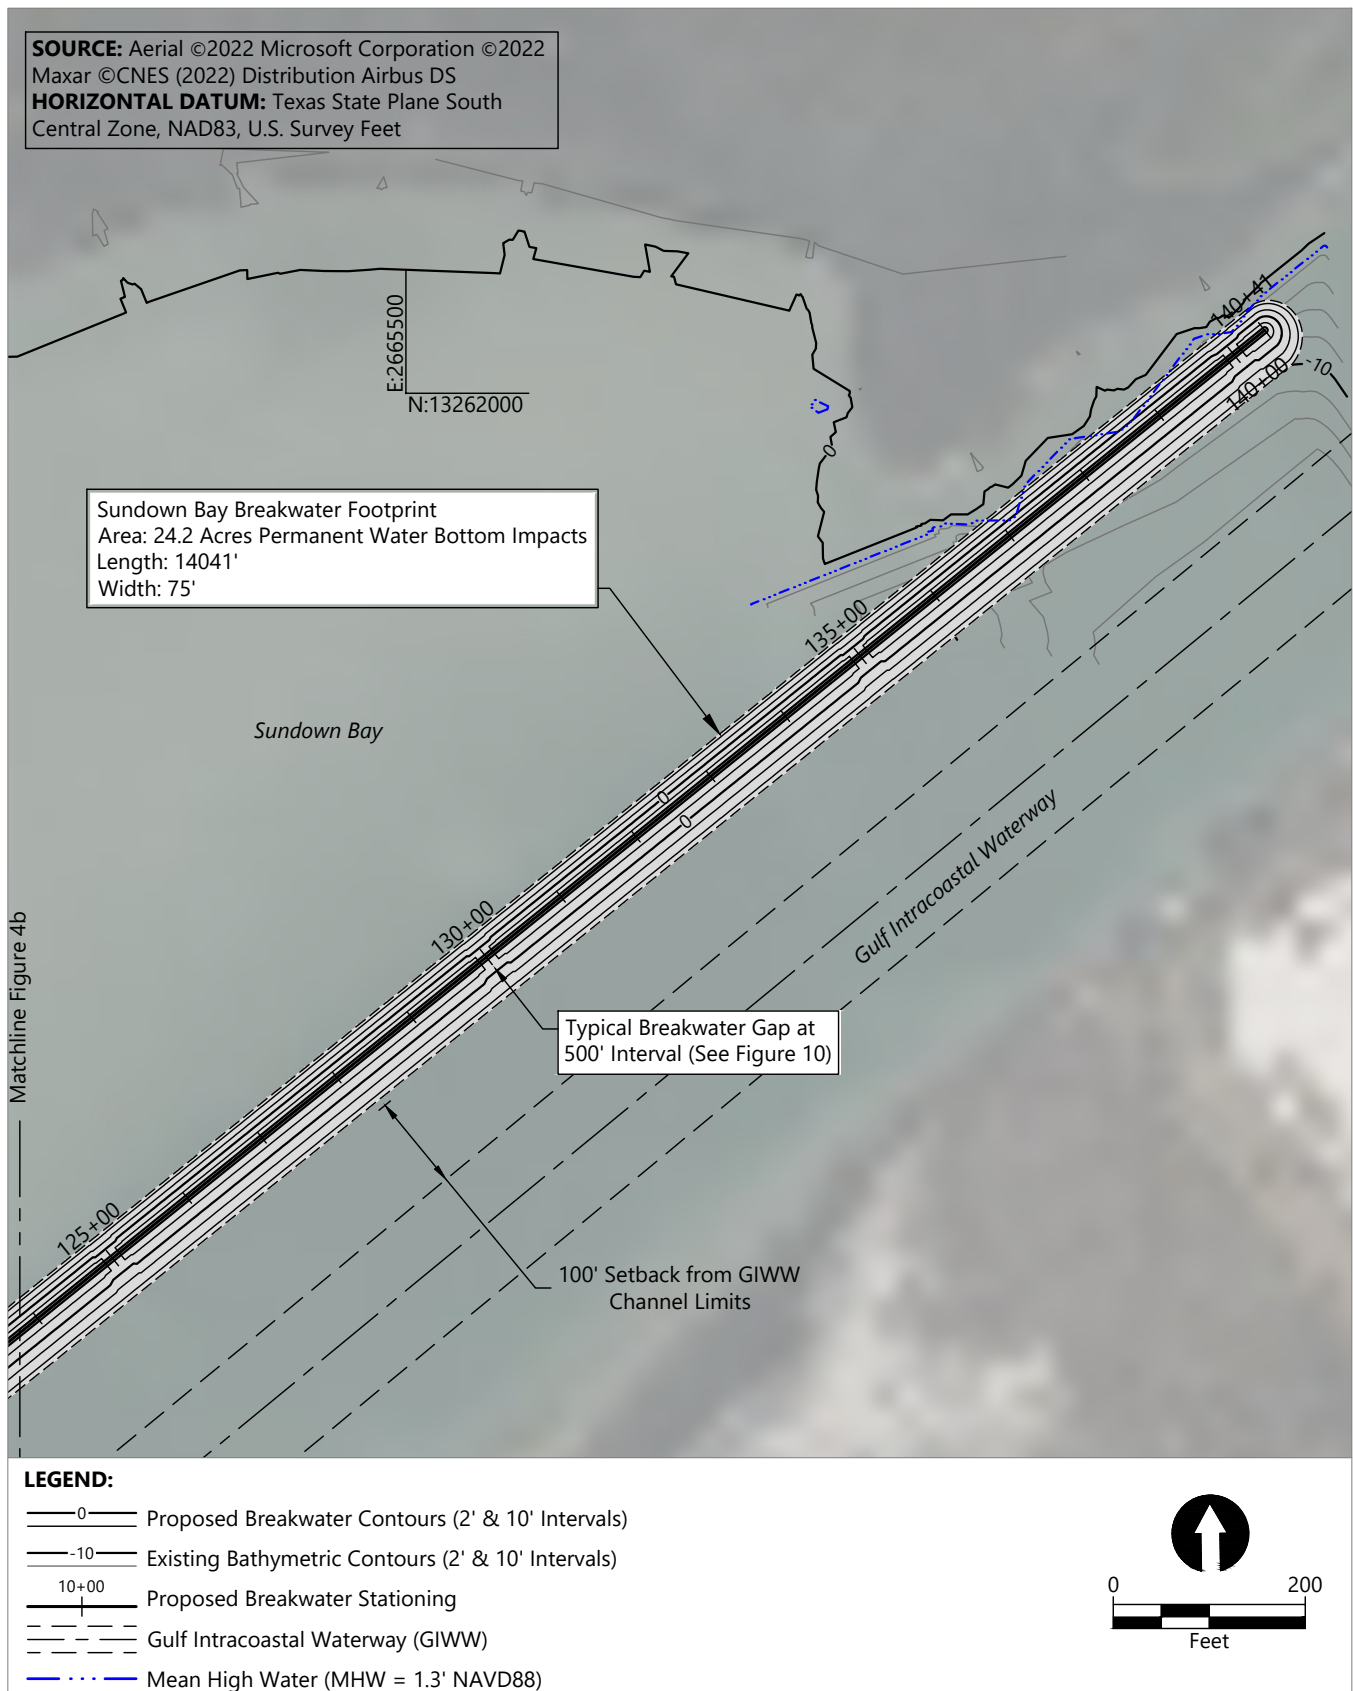 SOURCE: Aerial ©2022 Microsoft Corporation ©2022
Maxar ©CNES (2022) Distribution Airbus DS
HORIZONTAL DATUM: Texas State Plane South
Central Zone, NAD83, U.S. Survey Feet
140+41
E:2665500
N:13262000
-10
140+00
0
Sundown Bay Breakwater Footprint
Area: 24.2 Acres Permanent Water Bottom Impacts
Length: 14041'
Width: 75'
135+00
Sundown Bay
0
0
Gulf Intracoastal Waterway
130+00
Matchline Figure 4b
Typical Breakwater Gap at
500' Interval (See Figure 10)
125+00
100' Setback from GIWW
Channel Limits
LEGEND:
0 Proposed Breakwater Contours (2' & 10' Intervals)
-10 Existing Bathymetric Contours (2' & 10' Intervals)
10+00 Proposed Breakwater Stationing
Gulf Intracoastal Waterway (GIWW)
Mean High Water (MHW = 1.3' NAVD88)
0 200
Feet